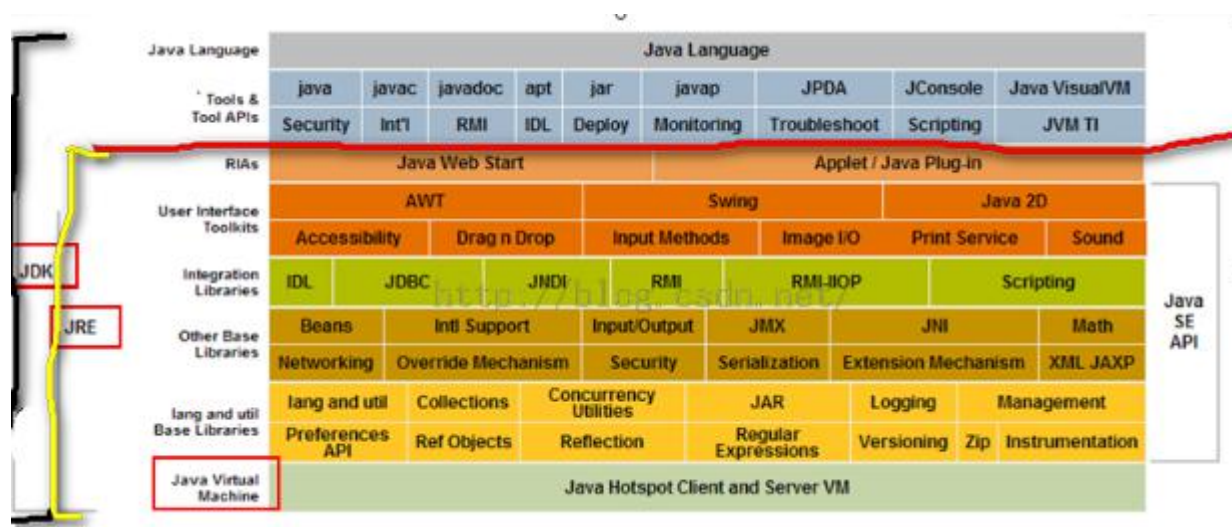 Java Language Java Language
Tools & Tool APIs java javac javadoc apt jar javap JPDA JConsole Java VisualVM
Security Int'l RMI IDL Deploy Monitoring Troubleshoot Scripting JVM TI
RIAs Java Web Start Applet / Java Plug-in
User Interface Toolkits AWT Swing Java 2D
Accessibility Drag n Drop Input Methods Image I/O Print Service Sound
JDK
Integration Libraries IDL JDBC JNDI RMI RMI-IIOP Scripting
http://blog.csdn.net/
Java SE API
JRE
Other Base Libraries Beans Intl Support Input/Output JMX JNI Math
Networking Override Mechanism Security Serialization Extension Mechanism XML JAXP
lang and util Base Libraries lang and util Collections Concurrency Utilities JAR Logging Management
Preferences API Ref Objects Reflection Regular Expressions Versioning Zip Instrumentation
Java Virtual Machine Java Hotspot Client and Server VM